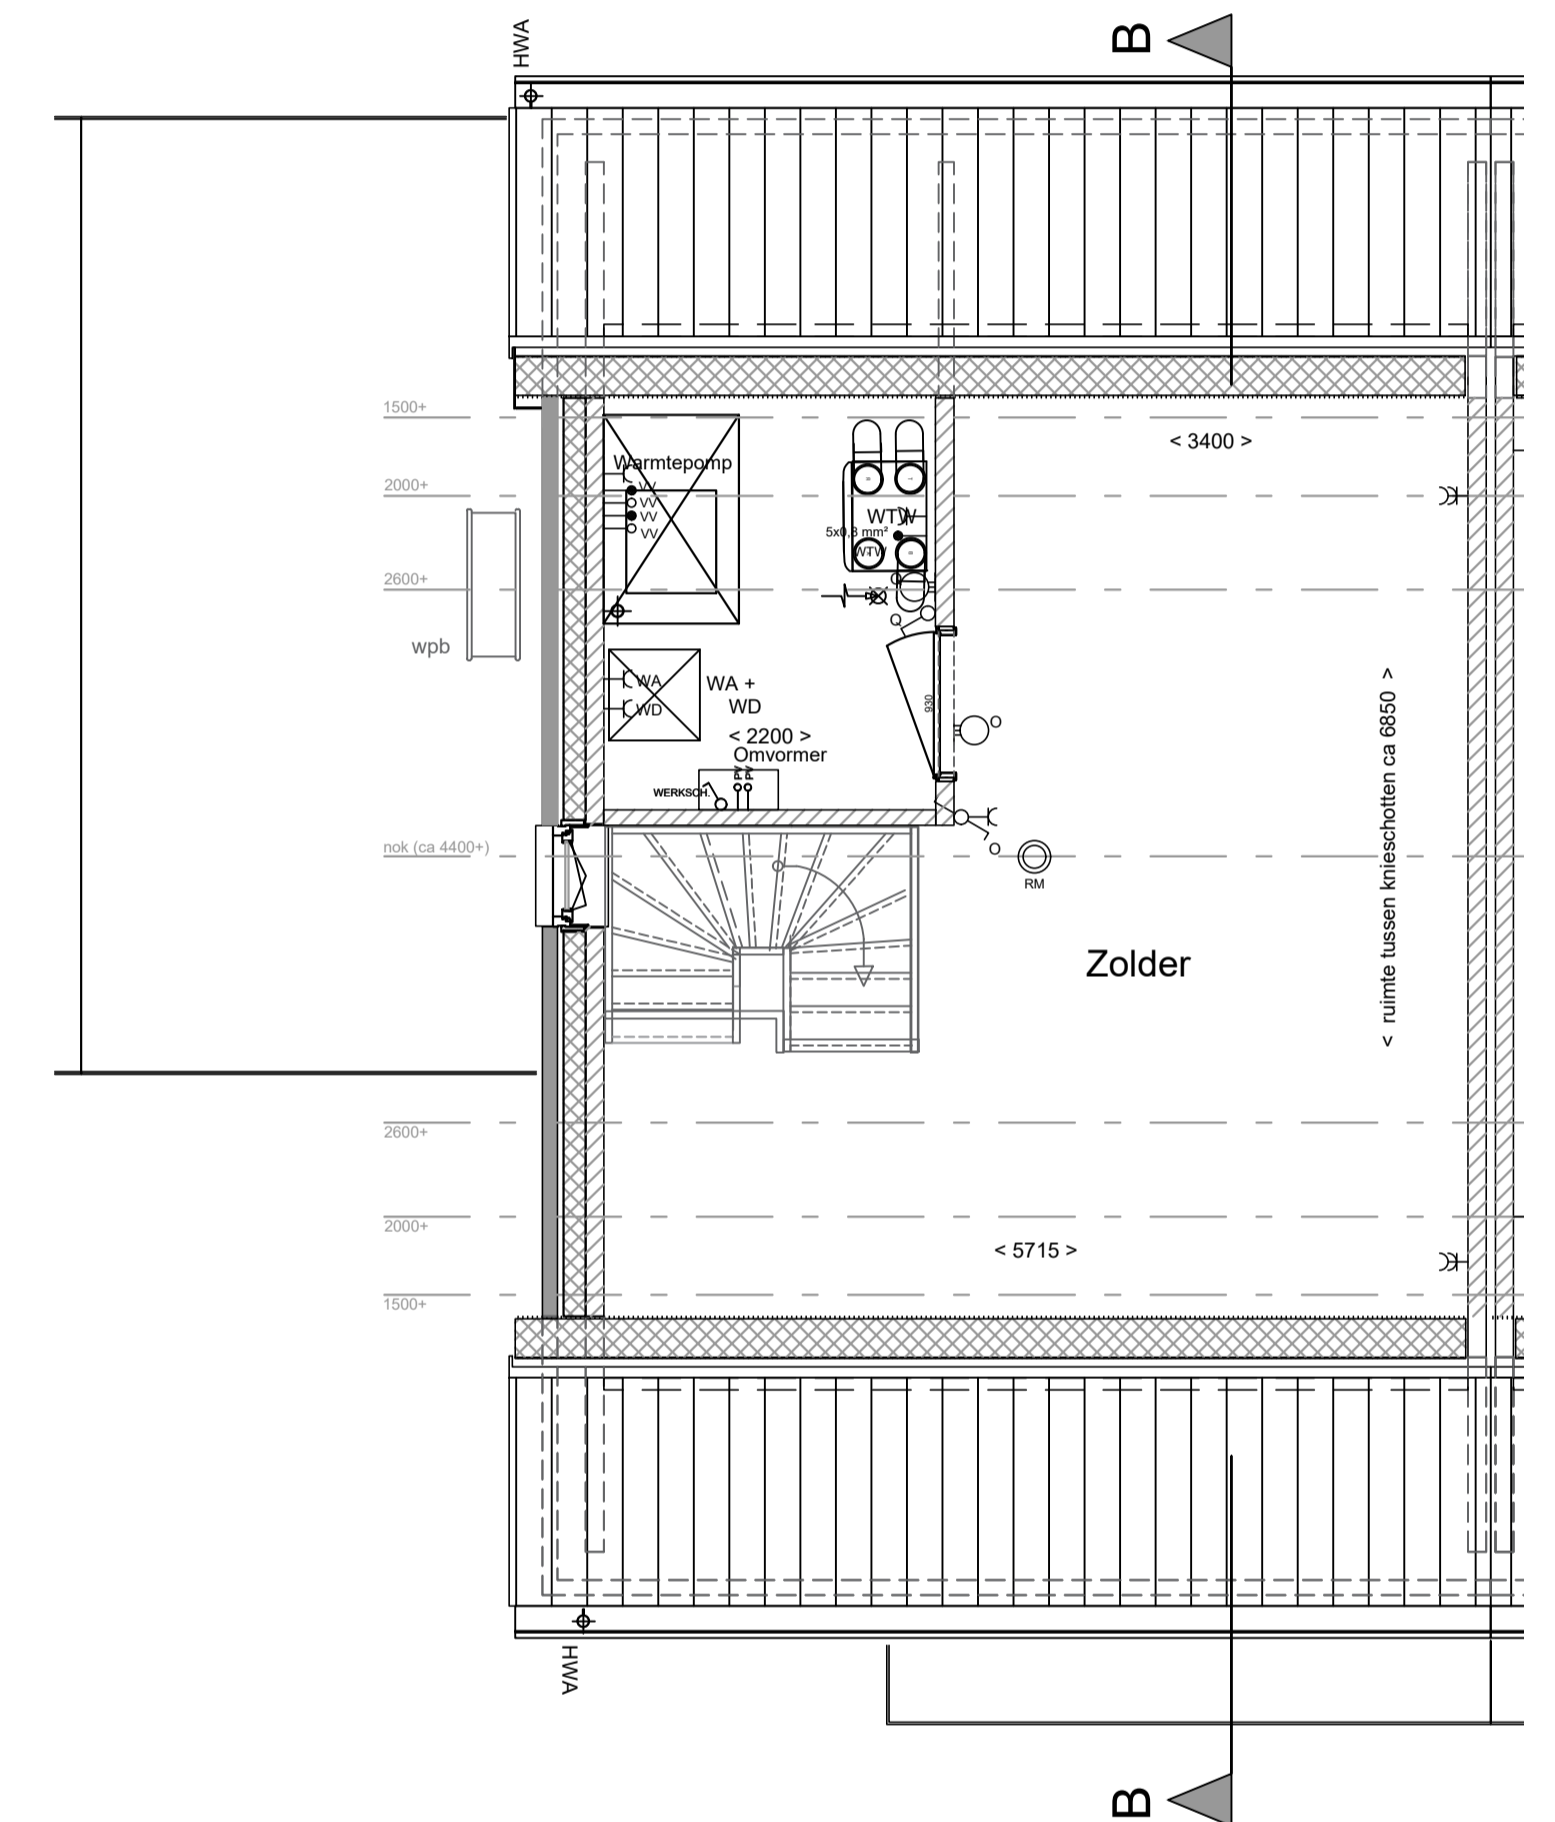 HWA
B
1500+
< 3400 >
Warmtepomp
2000+
VV
VV
VV
VV
WTW
5x0,8 mm²
WTW
2600+
O
Q
wpb
WA
WA +
WD
WD
930
O
< 2200 >
Omvormer
PV
PV
WERKSCH.
nok (ca 4400+)
O
RM
< ruimte tussen knieschotten ca 6850 >
Zolder
2600+
2000+
< 5715 >
1500+
HWA
B